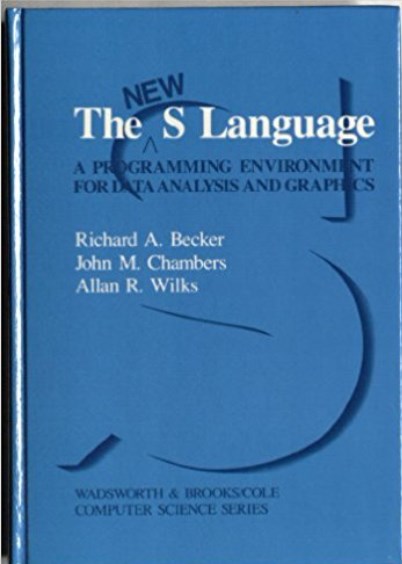 NEW
The ^ S Language
A PROGRAMMING ENVIRONMENT
FOR DATA ANALYSIS AND GRAPHICS
Richard A. Becker
John M. Chambers
Allan R. Wilks
WADSWORTH & BROOKS/COLE
COMPUTER SCIENCE SERIES